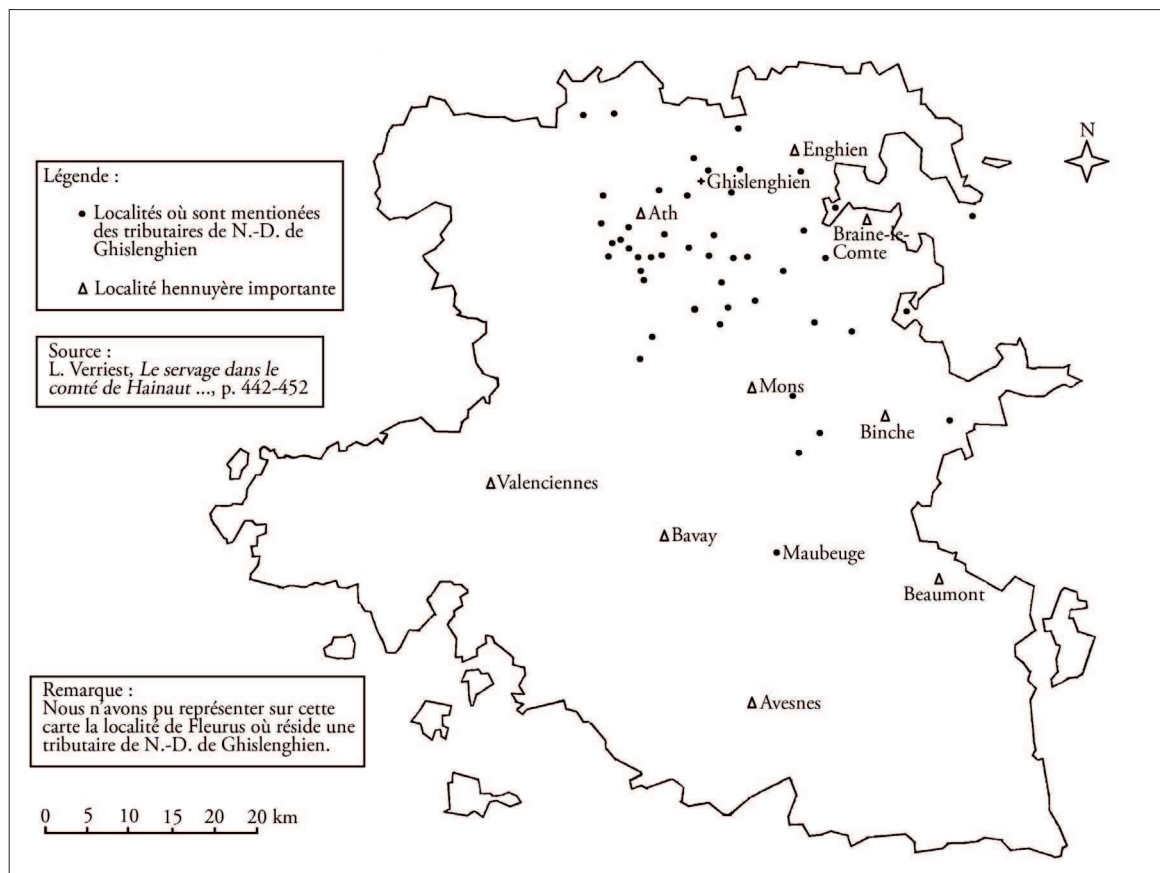 Légende :
Localités où sont mentionées
des tributaires de N.-D. de
Ghislenghien
Localité hennuyère importante
Source :
L. Verriest, Le servage dans le
comté de Hainaut ..., p. 442-452
Remarque :
Nous n'avons pu représenter sur cette
carte la localité de Fleurus où réside une
tributaire de N.-D. de Ghislenghien.
0 5 10 15 20 km
N
Enghien
Ghislenghien
Ath
Braine-le-
Comte
Mons
Binche
Valenciennes
Bavay
Maubeuge
Beaumont
Avesnes